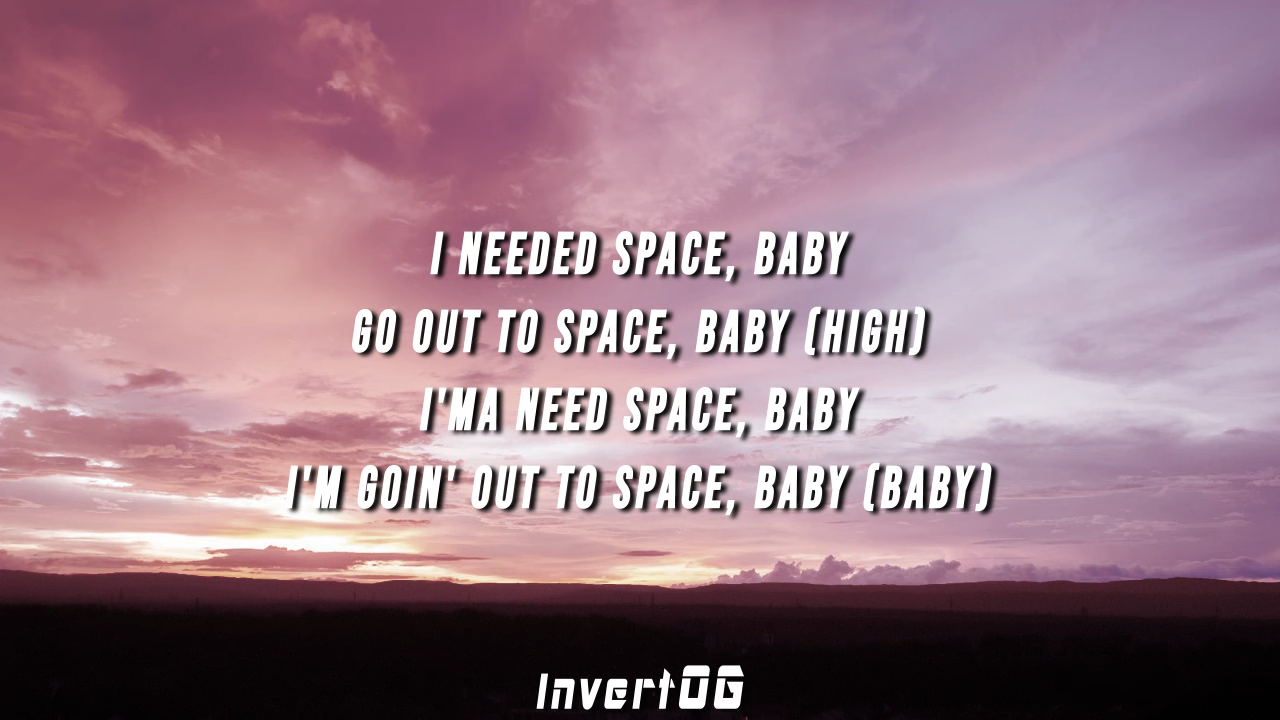 I NEEDED SPACE, BABY
GO OUT TO SPACE, BABY (HIGH)
I'MA NEED SPACE, BABY
I'M GOIN' OUT TO SPACE, BABY (BABY)
InvertOG